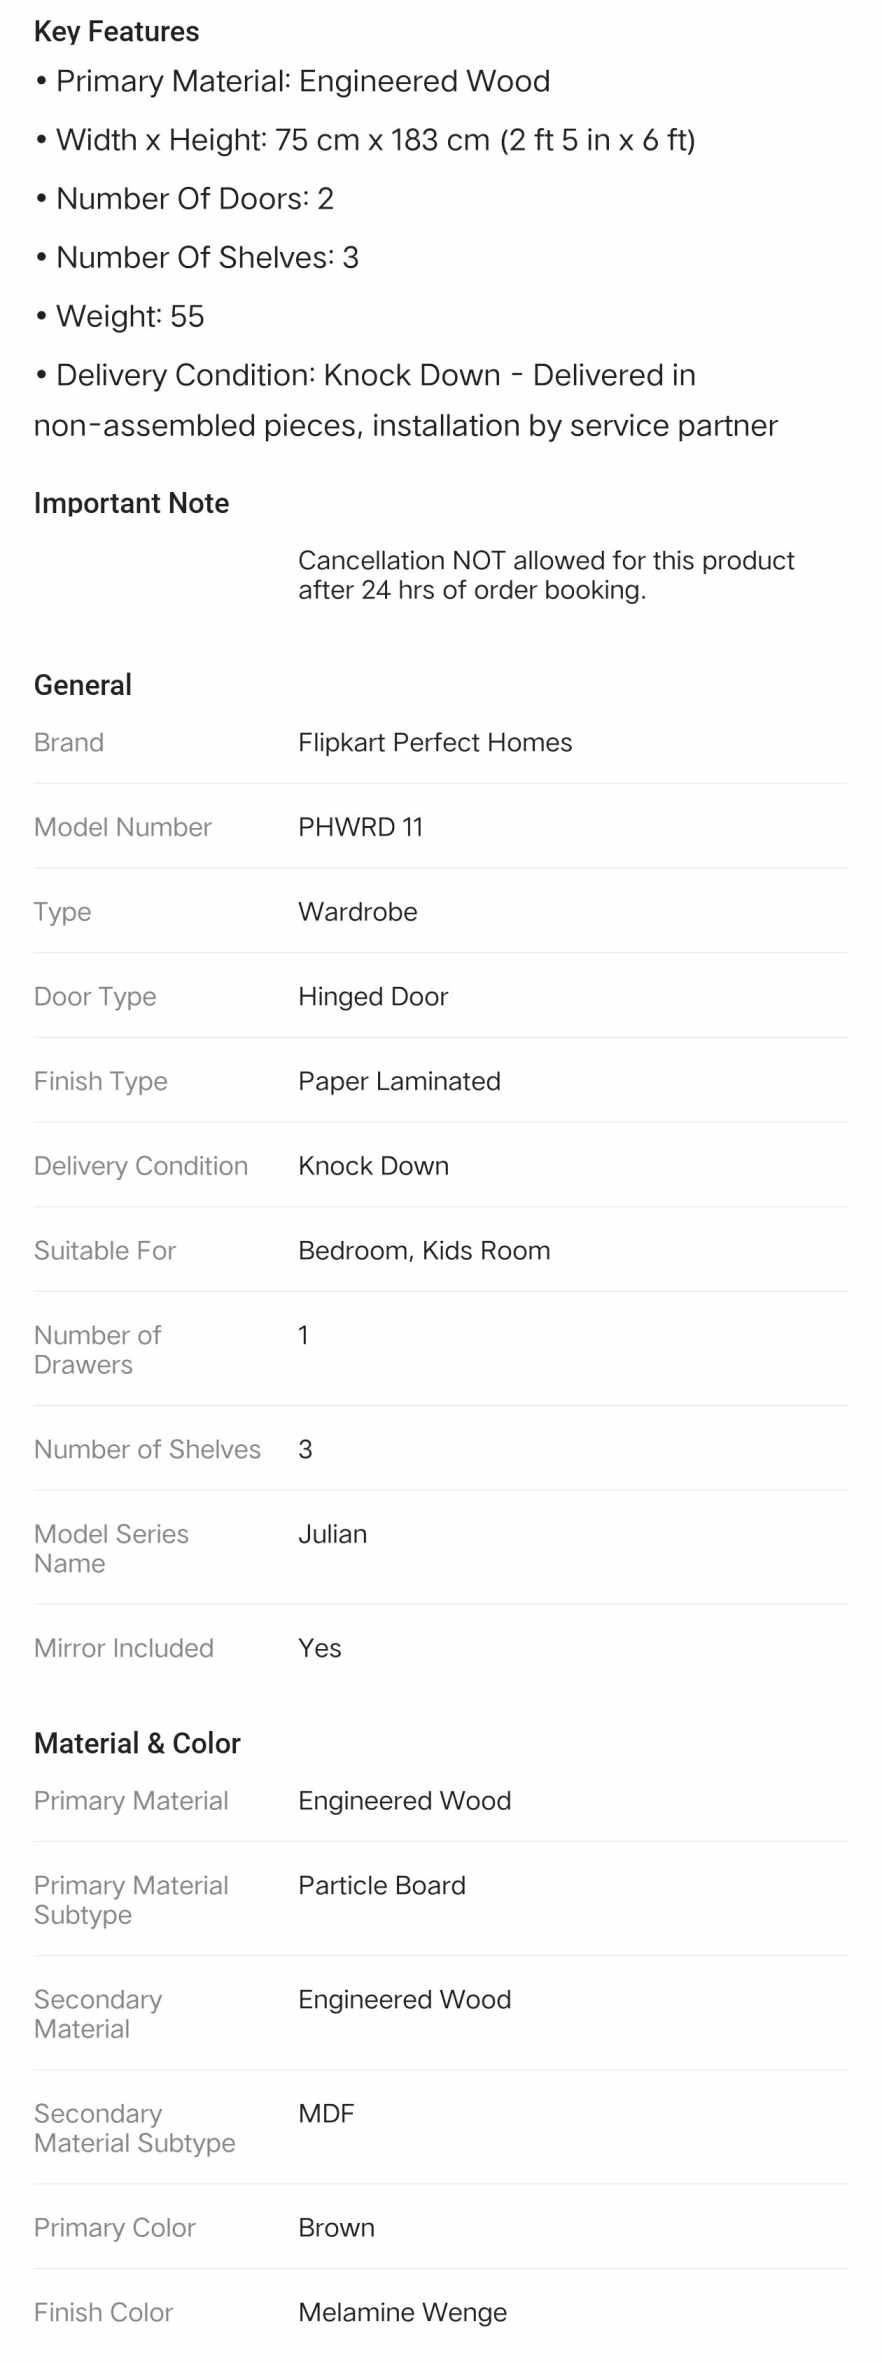 Key Features
• Primary Material: Engineered Wood
• Width x Height: 75 cm x 183 cm (2 ft 5 in x 6 ft)
• Number Of Doors: 2
• Number Of Shelves: 3
• Weight: 55
• Delivery Condition: Knock Down - Delivered in
non-assembled pieces, installation by service partner
Important Note
Cancellation NOT allowed for this product
after 24 hrs of order booking.
General
Brand Flipkart Perfect Homes
Model Number PHWRD 11
Type Wardrobe
Door Type Hinged Door
Finish Type Paper Laminated
Delivery Condition Knock Down
Suitable For Bedroom, Kids Room
Number of 1
Drawers
Number of Shelves 3
Model Series Julian
Name
Mirror Included Yes
Material & Color
Primary Material Engineered Wood
Primary Material Particle Board
Subtype
Secondary Engineered Wood
Material
Secondary MDF
Material Subtype
Primary Color Brown
Finish Color Melamine Wenge